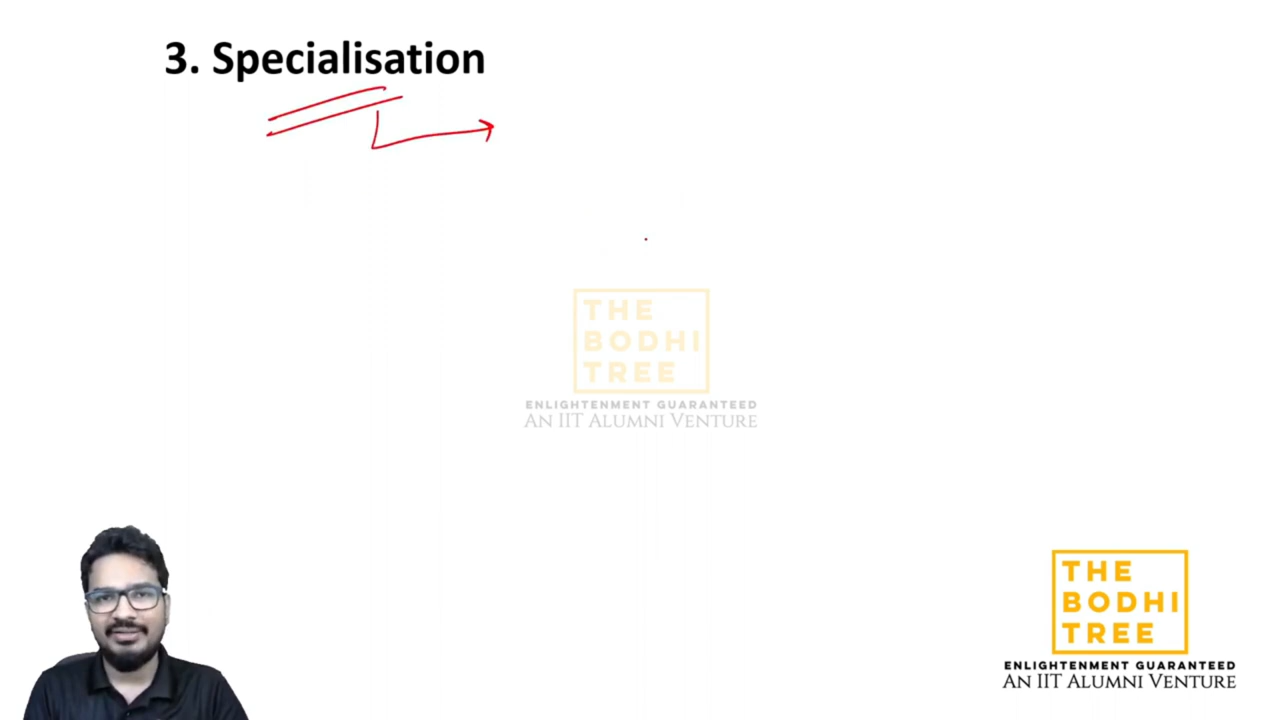 3. Specialisation
THE
BODHI
TREE
ENLIGHTENMENT GUARANTEED
AN IIT ALUMNI VENTURE
THE
BODHI
TREE
ENLIGHTENMENT GUARANTEED
AN IIT ALUMNI VENTURE